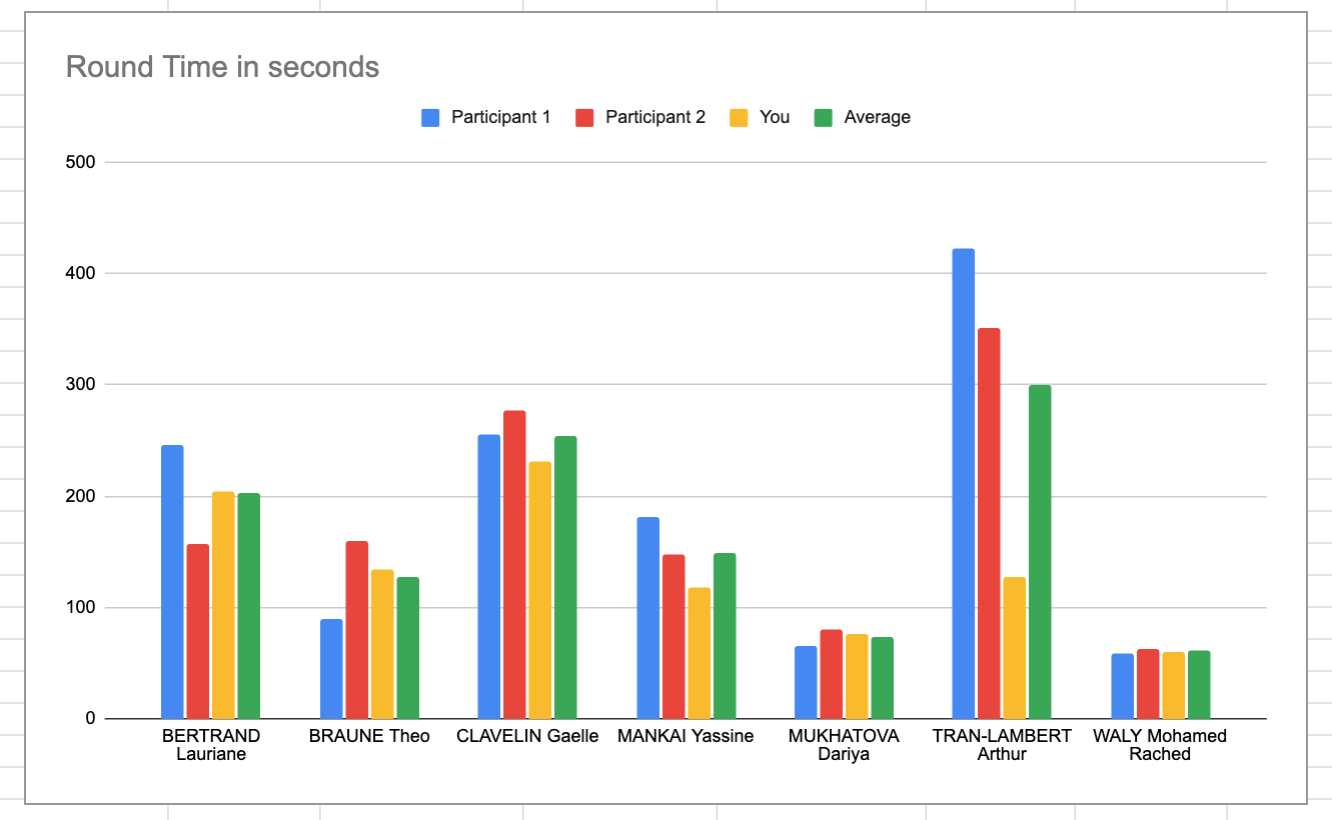 Round Time in seconds
Participant 1 Participant 2 You Average
500
400
300
200
100
0
BERTRAND Lauriane
BRAUNE Theo
CLAVELIN Gaelle
MANKAI Yassine
MUKHATOVA Dariya
TRAN-LAMBERT Arthur
WALY Mohamed Rached